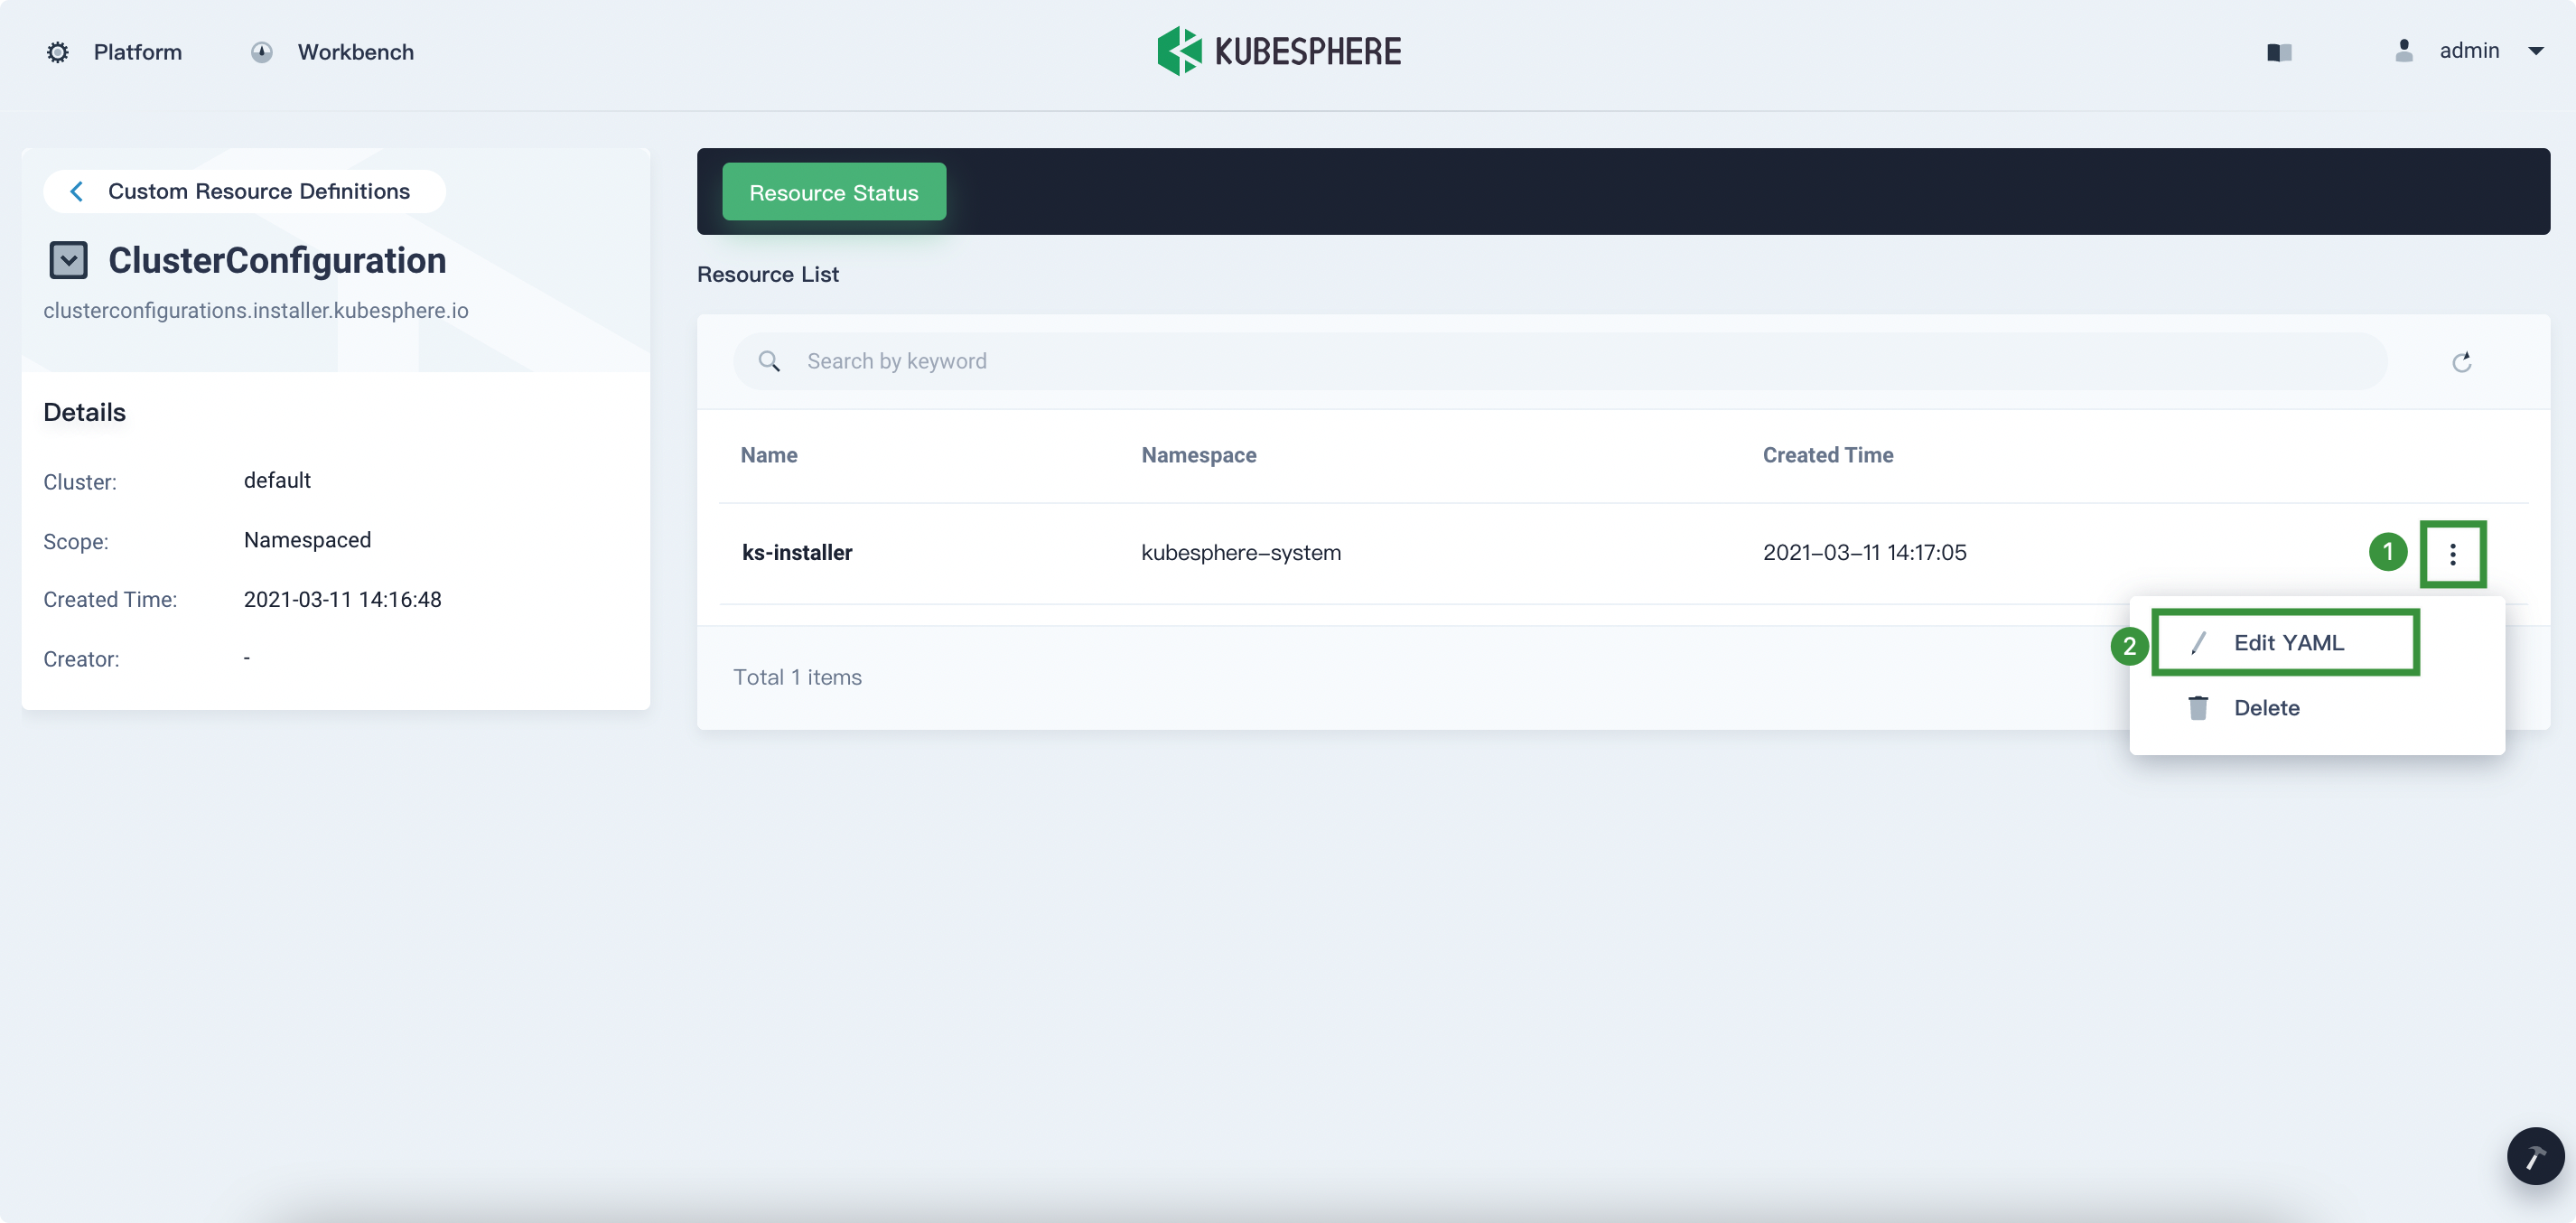 Platform
Workbench
KUBESPHERE
admin
Custom Resource Definitions
ClusterConfiguration
clusterconfigurations.installer.kubesphere.io
Details
Cluster: default
Scope: Namespaced
Created Time: 2021-03-11 14:16:48
Creator: -
Resource Status
Resource List
Search by keyword
Name Namespace Created Time
ks-installer kubesphere-system 2021-03-11 14:17:05 1
2 Edit YAML
Delete
Total 1 items